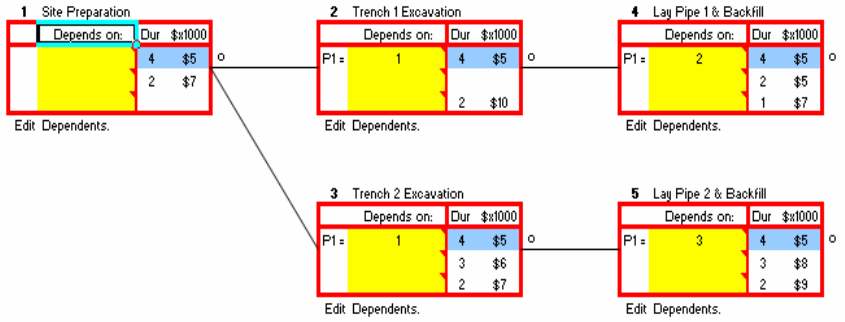 1 Site Preparation
Depends on: Dur $x1000
4 $5
2 $7
Edit Dependents.
2 Trench 1 Excavation
Depends on: Dur $x1000
P1 = 1 4 $5
2 $10
Edit Dependents.
4 Lay Pipe 1 & Backfill
Depends on: Dur $x1000
P1 = 2 4 $5
2 $5
1 $7
Edit Dependents.
3 Trench 2 Excavation
Depends on: Dur $x1000
P1 = 1 4 $5
3 $6
2 $7
Edit Dependents.
5 Lay Pipe 2 & Backfill
Depends on: Dur $x1000
P1 = 3 4 $5
3 $8
2 $9
Edit Dependents.